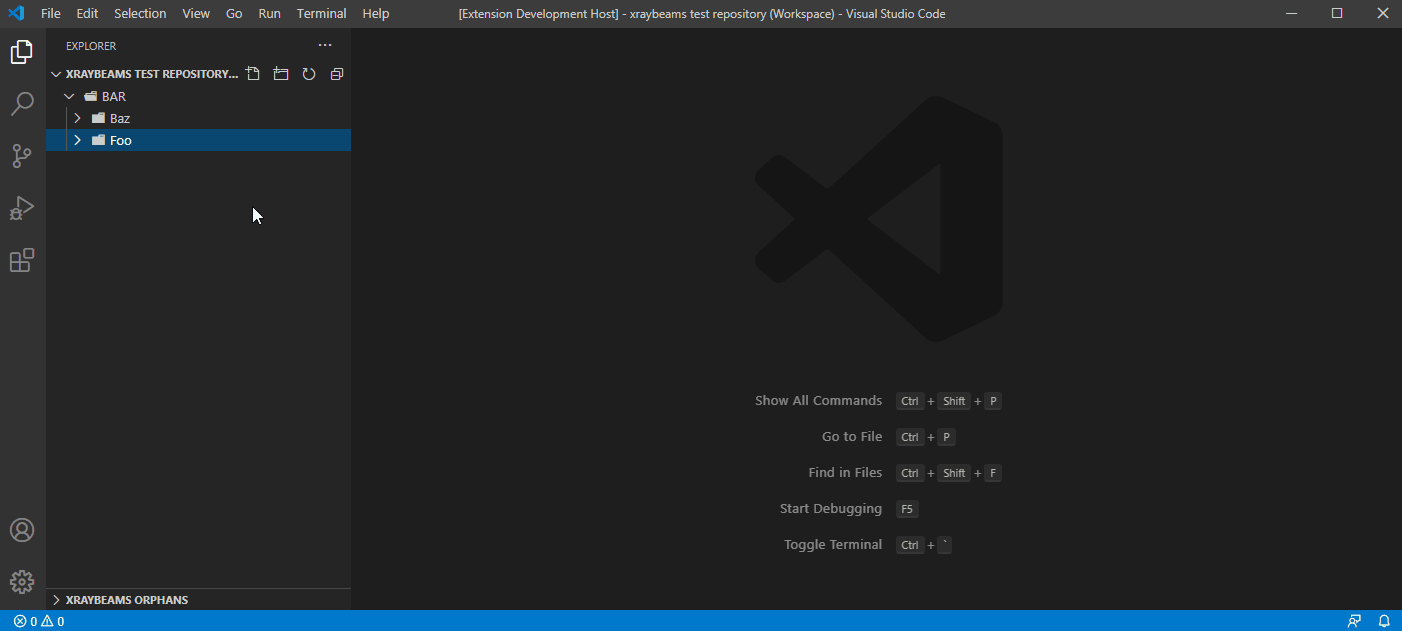 File Edit Selection View Go Run Terminal Help [Extension Development Host] - xraybeams test repository (Workspace) - Visual Studio Code
EXPLORER
XRAYBEAMS TEST REPOSITORY...
BAR
Baz
Foo
Show All Commands Ctrl + Shift + P
Go to File Ctrl + P
Find in Files Ctrl + Shift + F
Start Debugging F5
Toggle Terminal Ctrl + `
XRAYBEAMS ORPHANS
0 0